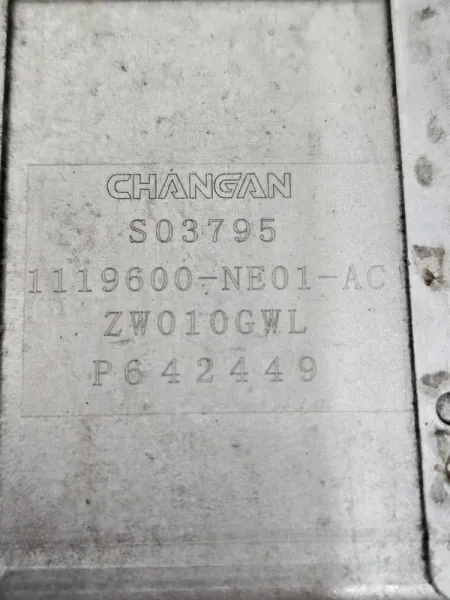 CHANGAN
S03795
1119600-NE01-AC
ZW010GWL
P642449